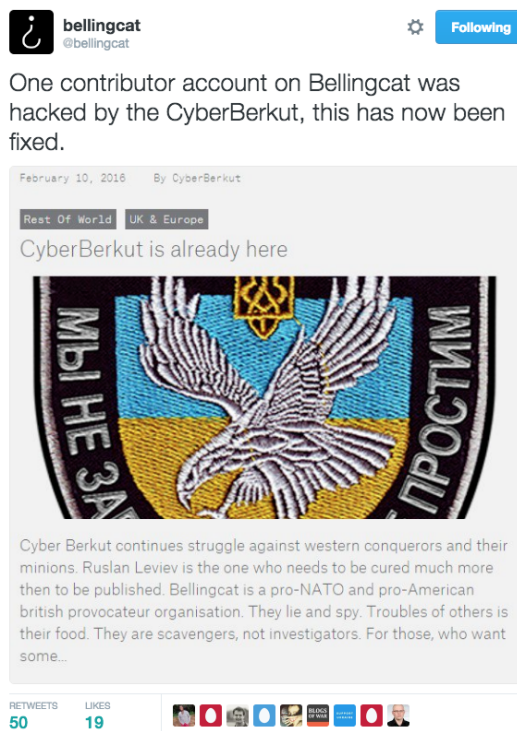 bellingcat
@bellingcat
Following
One contributor account on Bellingcat was
hacked by the CyberBerkut, this has now been
fixed.
February 10, 2016 By CyberBerkut
Rest Of World UK & Europe
CyberBerkut is already here
МЫ НЕ ЗА
ПРОСТИМ
Cyber Berkut continues struggle against western conquerors and their
minions. Ruslan Leviev is the one who needs to be cured much more
then to be published. Bellingcat is a pro-NATO and pro-American
british provocateur organisation. They lie and spy. Troubles of others is
their food. They are scavengers, not investigators. For those, who want
some...
RETWEETS LIKES
50 19
BLOGS
OF WAR